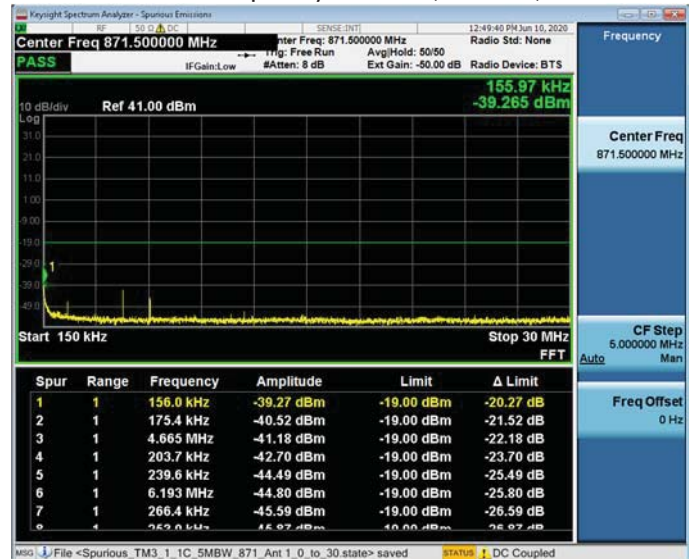 Keysight Spectrum Analyzer - Spurious Emissions
RF 50 Ω DC SENSE:INT 12:49:40 PM Jun 10, 2020
Center Freq 871.500000 MHz
nter Freq: 871.500000 MHz Radio Std: None
Trig: Free Run Avg|Hold: 50/50
PASS IFGain:Low #Atten: 8 dB Ext Gain: -50.00 dB Radio Device: BTS
155.97 kHz
10 dB/div Ref 41.00 dBm -39.265 dBm
Log
31.0
21.0
11.0
1.00
-9.00
-19.0
-29.0
1
-39.0
-49.0
Start 150 kHz Stop 30 MHz
FFT
Spur Range Frequency Amplitude Limit Δ Limit
1 1 156.0 kHz -39.27 dBm -19.00 dBm -20.27 dB
2 1 175.4 kHz -40.52 dBm -19.00 dBm -21.52 dB
3 1 4.665 MHz -41.18 dBm -19.00 dBm -22.18 dB
4 1 203.7 kHz -42.70 dBm -19.00 dBm -23.70 dB
5 1 239.6 kHz -44.49 dBm -19.00 dBm -25.49 dB
6 1 6.193 MHz -44.80 dBm -19.00 dBm -25.80 dB
7 1 266.4 kHz -45.59 dBm -19.00 dBm -26.59 dB
MSG File <Spurious_TM3_1_1C_5MBW_871_Ant 1_0_to_30.state> saved STATUS DC Coupled
Frequency
Center Freq
871.500000 MHz
CF Step
5.000000 MHz
Auto Man
Freq Offset
0 Hz